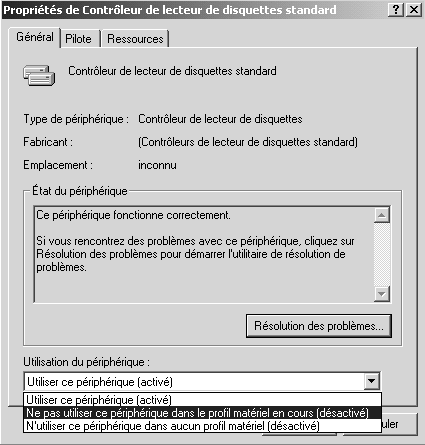 Propriétés de Contrôleur de lecteur de disquettes standard
Général Pilote Ressources
Contrôleur de lecteur de disquettes standard
Type de périphérique : Contrôleur de lecteur de disquettes
Fabricant : (Contrôleurs de lecteur de disquettes standard)
Emplacement : inconnu
État du périphérique
Ce périphérique fonctionne correctement.
Si vous rencontrez des problèmes avec ce périphérique, cliquez sur
Résolution des problèmes pour démarrer l'utilitaire de résolution de
problèmes.
Résolution des problèmes...
Utilisation du périphérique :
Utiliser ce périphérique (activé)
Utiliser ce périphérique (activé)
Ne pas utiliser ce périphérique dans le profil matériel en cours (désactivé)
N'utiliser ce périphérique dans aucun profil matériel (désactivé)
uler